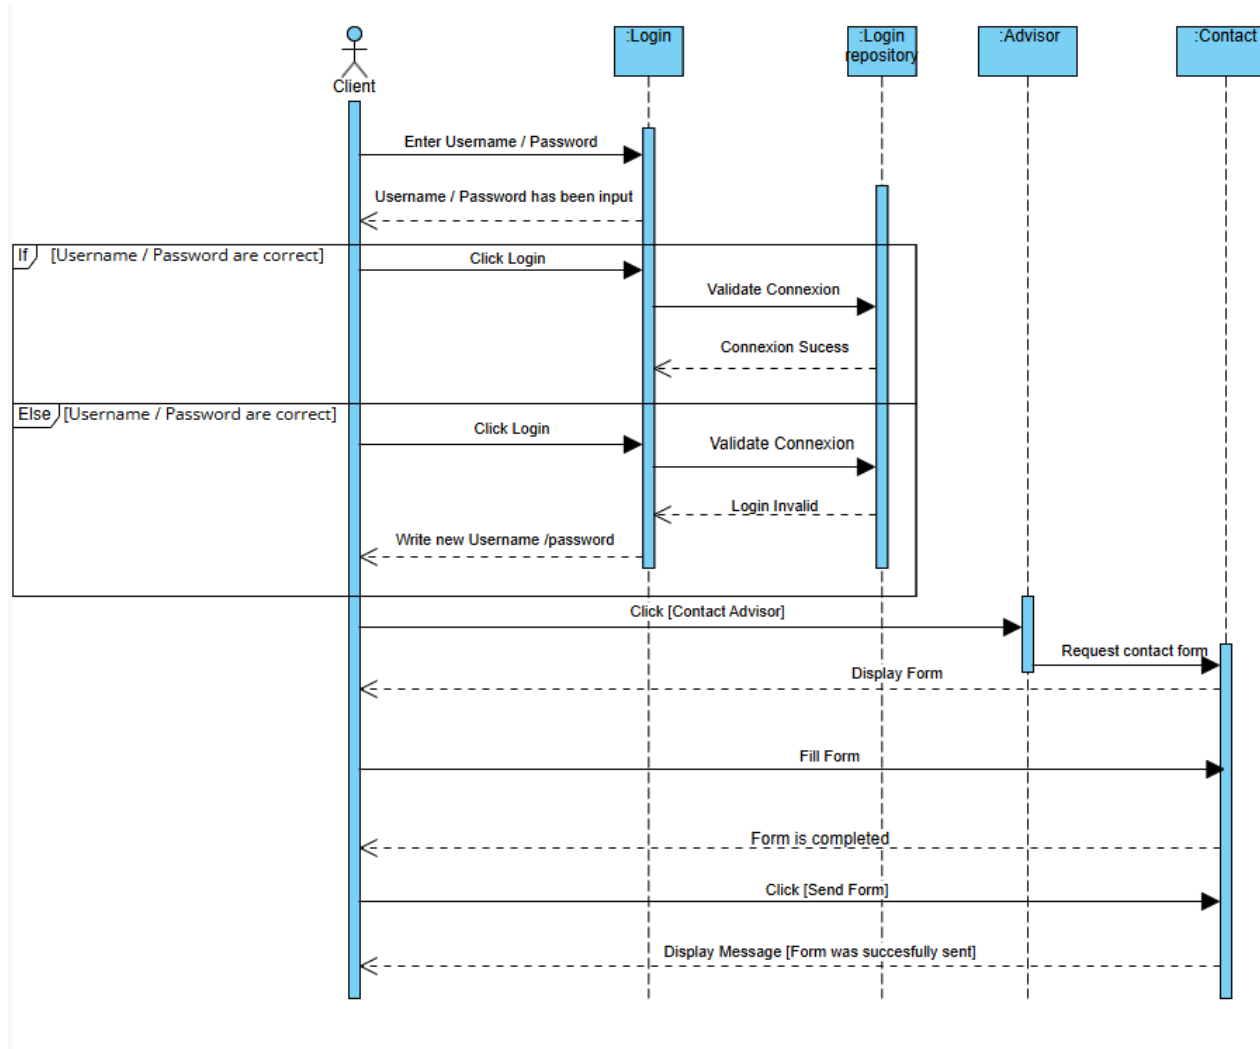 Client
:Login
:Login
repository
:Advisor
:Contact
Enter Username / Password
Username / Password has been input
If
[Username / Password are correct]
Click Login
Validate Connexion
Connexion Sucess
Else
[Username / Password are correct]
Click Login
Validate Connexion
Login Invalid
Write new Username /password
Click [Contact Advisor]
Request contact form
Display Form
Fill Form
Form is completed
Click [Send Form]
Display Message [Form was succesfully sent]